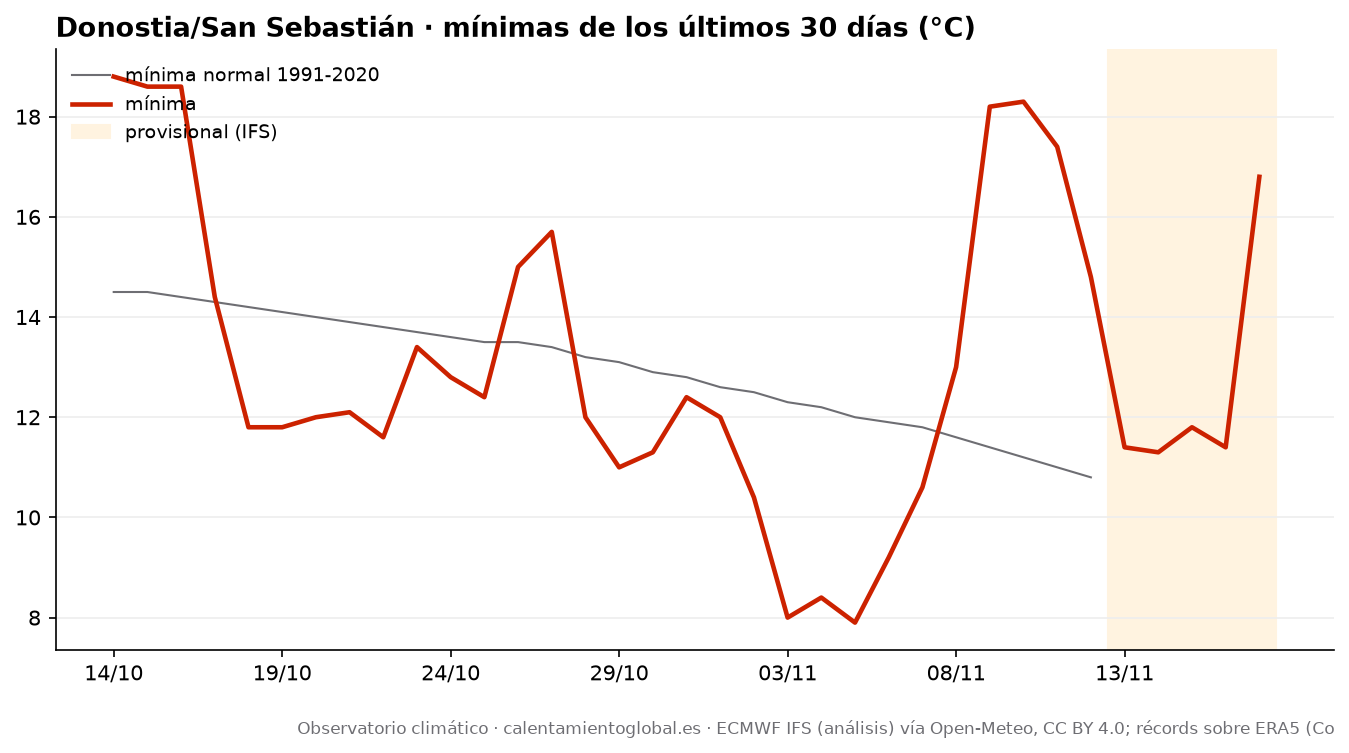 Donostia/San Sebastián · mínimas de los últimos 30 días (°C)
mínima normal 1991-2020
mínima
provisional (IFS)
18
16
14
12
10
8
14/10
19/10
24/10
29/10
03/11
08/11
13/11
Observatorio climático · calentamientoglobal.es · ECMWF IFS (análisis) vía Open-Meteo, CC BY 4.0; récords sobre ERA5 (Co